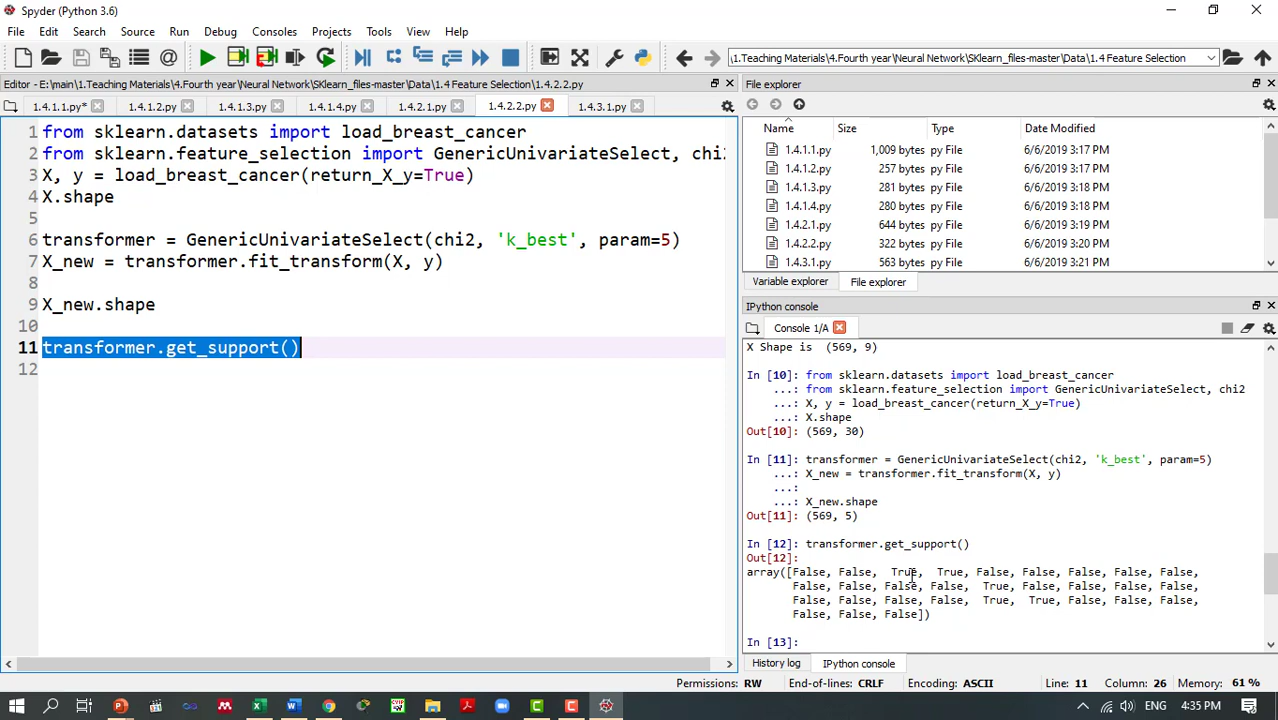 Spyder (Python 3.6)
File Edit Search Source Run Debug Consoles Projects Tools View Help
\1.Teaching Materials\4.Fourth year\Neural Network\SKlearn_files-master\Data\1.4 Feature Selection
Editor - E:\main\1.Teaching Materials\4.Fourth year\Neural Network\SKlearn_files-master\Data\1.4 Feature Selection\1.4.2.2.py
1.4.1.1.py* 1.4.1.2.py 1.4.1.3.py 1.4.1.4.py 1.4.2.1.py 1.4.2.2.py 1.4.3.1.py
1 from sklearn.datasets import load_breast_cancer
2 from sklearn.feature_selection import GenericUnivariateSelect, chi2
3 X, y = load_breast_cancer(return_X_y=True)
4 X.shape
5
6 transformer = GenericUnivariateSelect(chi2, 'k_best', param=5)
7 X_new = transformer.fit_transform(X, y)
8
9 X_new.shape
10
11 transformer.get_support()
12
File explorer
Name Size Type Date Modified
1.4.1.1.py 1,009 bytes py File 6/6/2019 3:17 PM
1.4.1.2.py 257 bytes py File 6/6/2019 3:17 PM
1.4.1.3.py 281 bytes py File 6/6/2019 3:18 PM
1.4.1.4.py 280 bytes py File 6/6/2019 3:18 PM
1.4.2.1.py 644 bytes py File 6/6/2019 3:19 PM
1.4.2.2.py 322 bytes py File 6/6/2019 3:20 PM
1.4.3.1.py 563 bytes py File 6/6/2019 3:21 PM
Variable explorer File explorer
IPython console
Console 1/A
X Shape is (569, 9)
In [10]: from sklearn.datasets import load_breast_cancer
...: from sklearn.feature_selection import GenericUnivariateSelect, chi2
...: X, y = load_breast_cancer(return_X_y=True)
...: X.shape
Out[10]: (569, 30)
In [11]: transformer = GenericUnivariateSelect(chi2, 'k_best', param=5)
...: X_new = transformer.fit_transform(X, y)
...:
...: X_new.shape
Out[11]: (569, 5)
In [12]: transformer.get_support()
Out[12]:
array([False, False, True, True, False, False, False, False, False,
False, False, False, False, True, False, False, False, False,
False, False, False, False, True, True, False, False, False,
False, False, False])
In [13]:
History log IPython console
Permissions: RW End-of-lines: CRLF Encoding: ASCII Line: 11 Column: 26 Memory: 61 %
ENG 4:35 PM